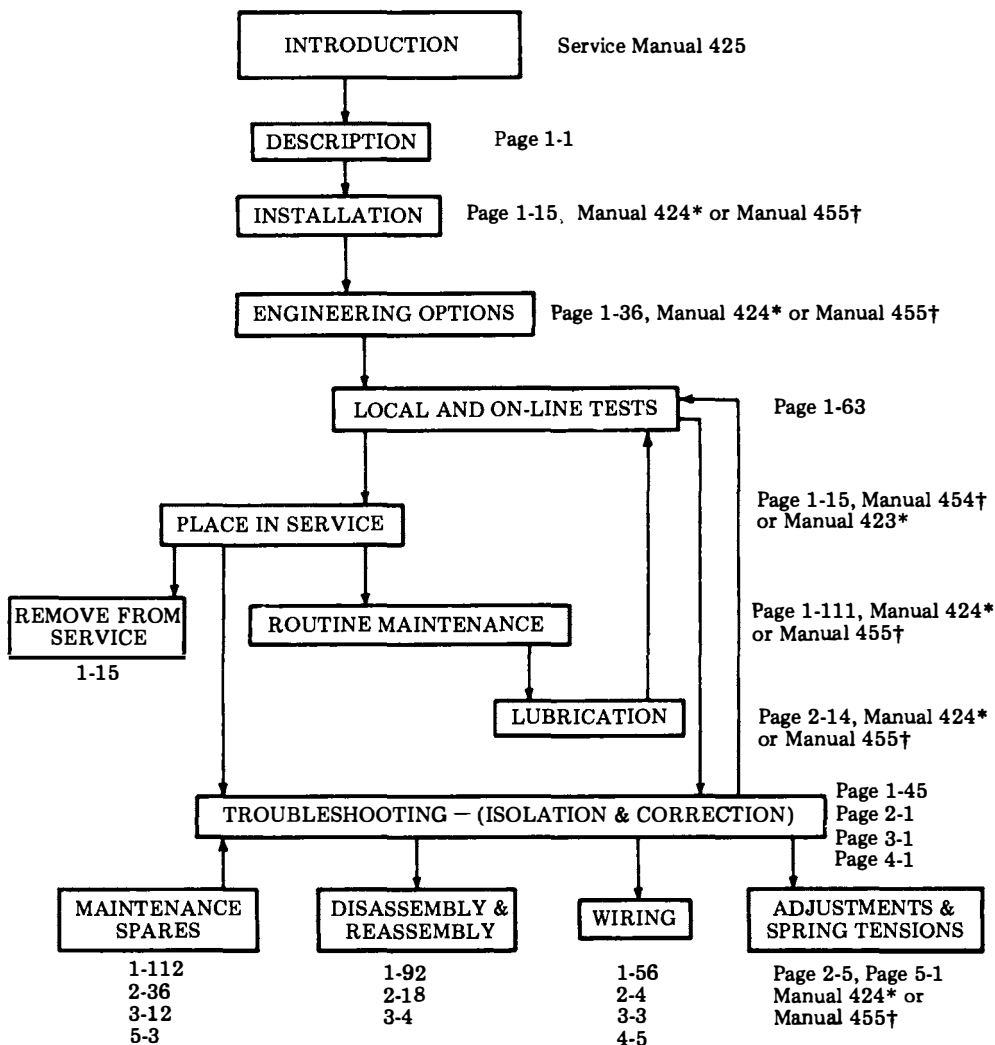 INTRODUCTION
Service Manual 425
DESCRIPTION
Page 1-1
INSTALLATION
Page 1-15, Manual 424* or Manual 455†
ENGINEERING OPTIONS
Page 1-36, Manual 424* or Manual 455†
LOCAL AND ON-LINE TESTS
Page 1-63
PLACE IN SERVICE
Page 1-15, Manual 454†
or Manual 423*
REMOVE FROM
SERVICE
1-15
ROUTINE MAINTENANCE
Page 1-111, Manual 424*
or Manual 455†
LUBRICATION
Page 2-14, Manual 424*
or Manual 455†
TROUBLESHOOTING — (ISOLATION & CORRECTION)
Page 1-45
Page 2-1
Page 3-1
Page 4-1
MAINTENANCE
SPARES
1-112
2-36
3-12
5-3
DISASSEMBLY &
REASSEMBLY
1-92
2-18
3-4
WIRING
1-56
2-4
3-3
4-5
ADJUSTMENTS &
SPRING TENSIONS
Page 2-5, Page 5-1
Manual 424* or
Manual 455†